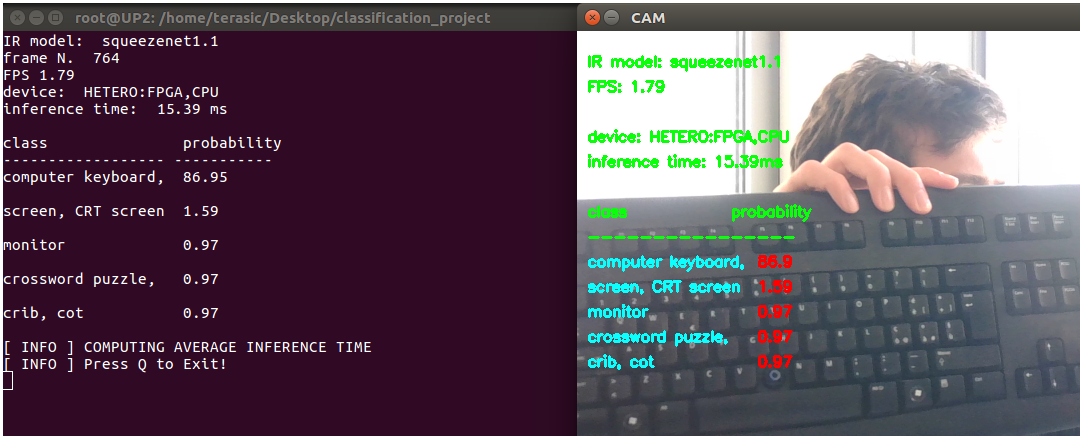 root@UP2: /home/terasic/Desktop/classification_project
IR model:  squeezenet1.1
frame N.  764
FPS 1.79
device:  HETERO:FPGA,CPU
inference time:  15.39 ms
class               probability
------------------ -----------
computer keyboard,  86.95
screen, CRT screen  1.59
monitor             0.97
crossword puzzle,   0.97
crib, cot           0.97
[ INFO ] COMPUTING AVERAGE INFERENCE TIME
[ INFO ] Press Q to Exit!
CAM
IR model: squeezenet1.1
FPS: 1.79
device: HETERO:FPGA,CPU
inference time: 15.39ms
class probability
----------------
computer keyboard, 86.9
screen, CRT screen 1.59
monitor 0.97
crossword puzzle, 0.97
crib, cot 0.97